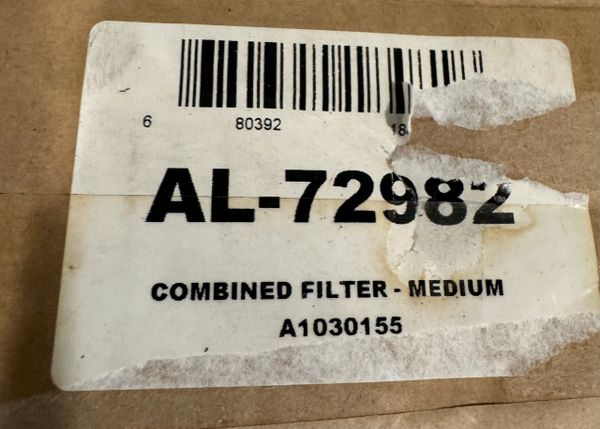 6 80392 18
AL-72982
COMBINED FILTER - MEDIUM
A1030155